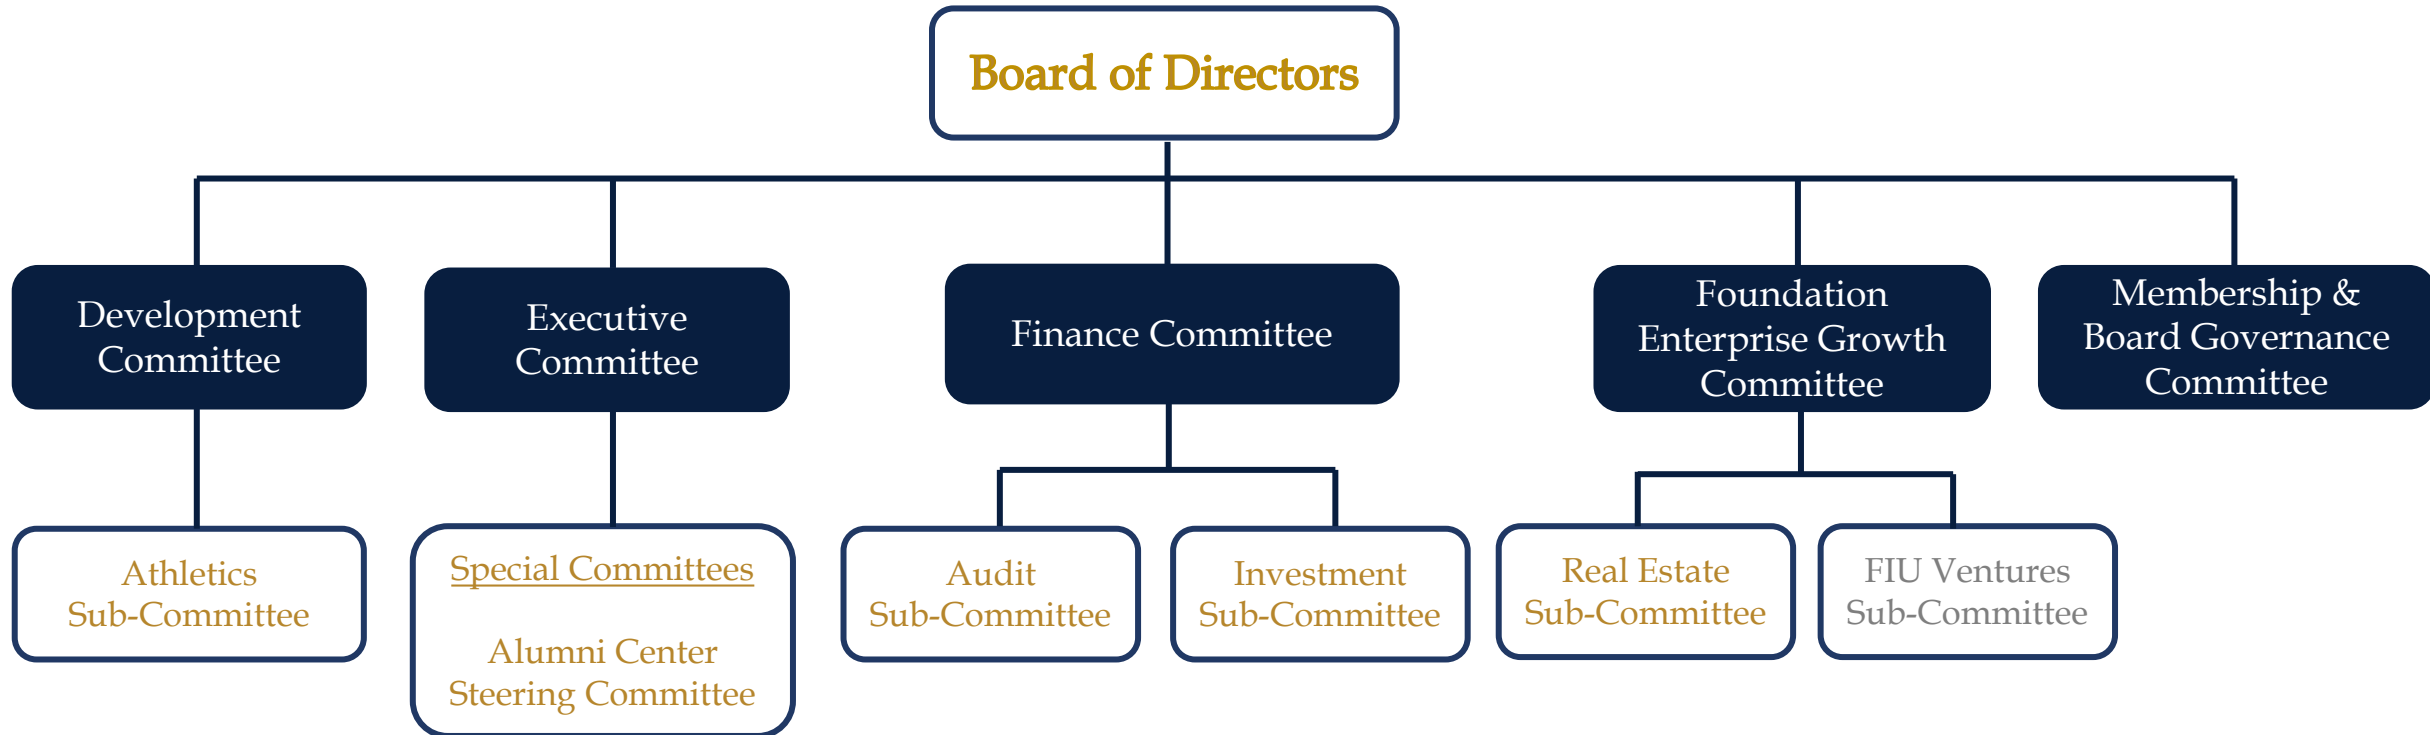 Board of Directors
Development
Committee
Executive
Committee
Finance Committee
Foundation
Enterprise Growth
Committee
Membership &
Board Governance
Committee
Athletics
Sub-Committee
Special Committees
Alumni Center
Steering Committee
Audit
Sub-Committee
Investment
Sub-Committee
Real Estate
Sub-Committee
FIU Ventures
Sub-Committee